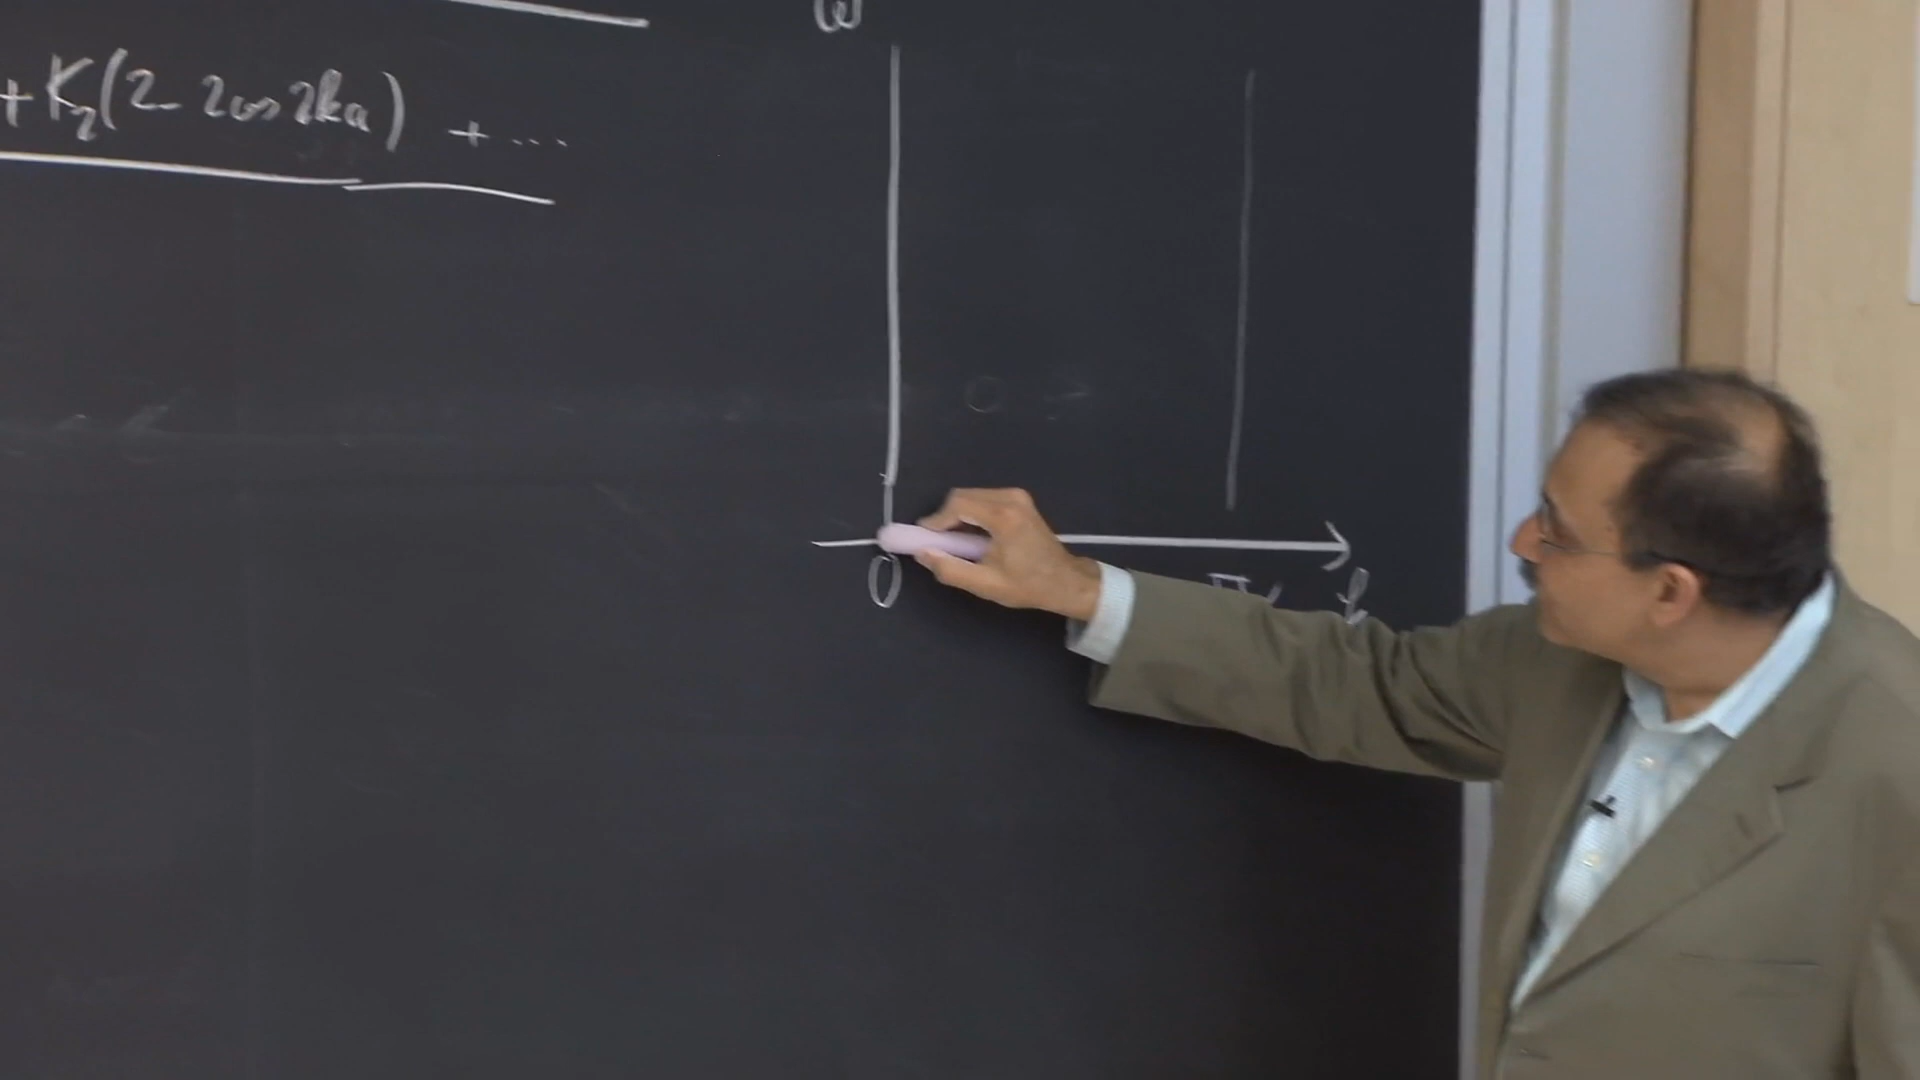 ω
+ K₂(2 - 2cos 2ka) + ...
0 π/ k